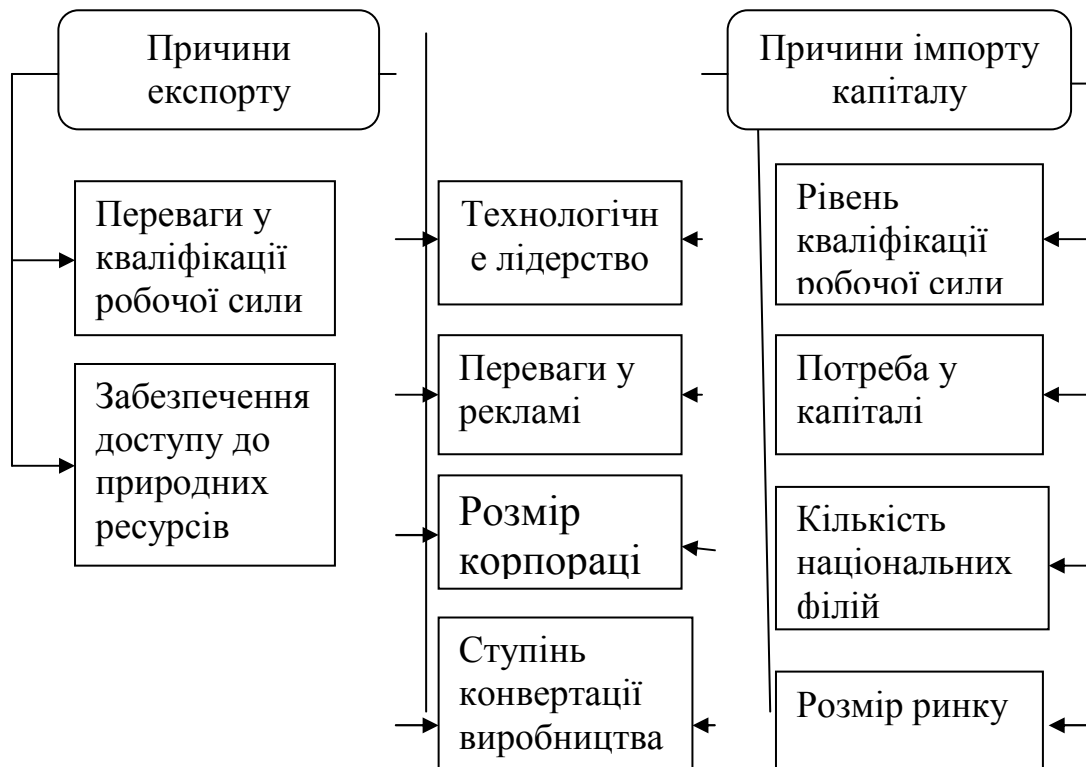 Причини
експорту
Причини імпорту
капіталу
Переваги у
кваліфікації
робочої сили
Забезпечення
доступу до
природних
ресурсів
Технологічн
е лідерство
Переваги у
рекламі
Розмір
корпораці
Ступінь
конвертації
виробництва
Рівень
кваліфікації
робочої сили
Потреба у
капіталі
Кількість
національних
філій
Розмір ринку